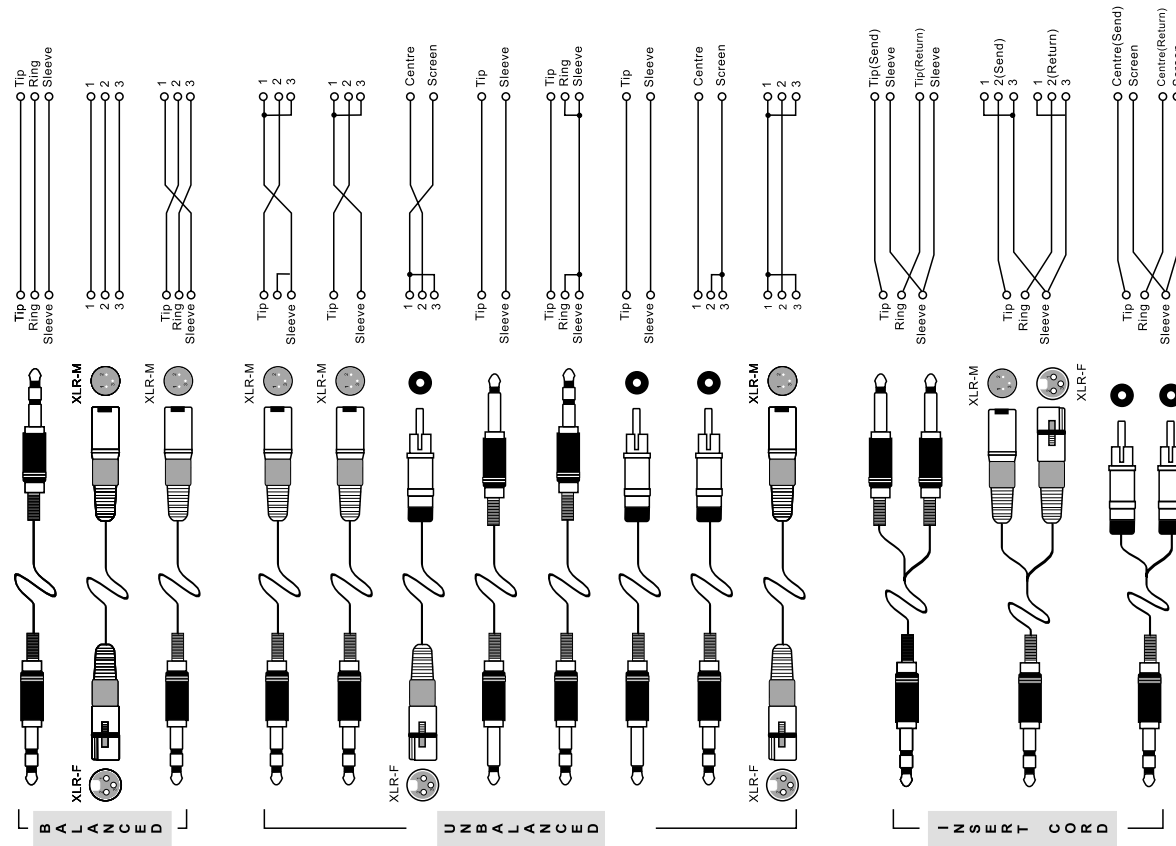 BALANCED
Tip Tip
Ring Ring
Sleeve Sleeve
XLR-F XLR-M
1 1
2 2
3 3
XLR-M
Tip 1
Ring 2
Sleeve 3
UNBALANCED
XLR-M
Tip 1
2
Sleeve 3
XLR-M
Tip 1
2
Sleeve 3
XLR-F
1 Centre
2
3 Screen
Tip Tip
Sleeve Sleeve
Tip Tip
Ring
Sleeve Sleeve
Tip Tip
Sleeve Sleeve
1 Centre
2
3 Screen
XLR-F XLR-M
1 1
2 2
3 3
INSERT CORD
Tip Tip(Send)
Ring Sleeve
Sleeve Tip(Return)
Sleeve
XLR-M
1
2(Send)
Tip 3
Ring 1
Sleeve 2(Return)
3
XLR-F
Tip Centre(Send)
Ring Screen
Sleeve Centre(Return)